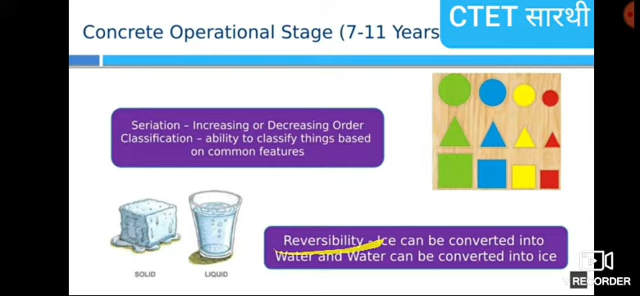 Concrete Operational Stage (7-11 Years
CTET सारथी
Seriation – Increasing or Decreasing Order
Classification – ability to classify things based
on common features
Reversibility - Ice can be converted into
Water and Water can be converted into ice
SOLID
LIQUID
RECORDER